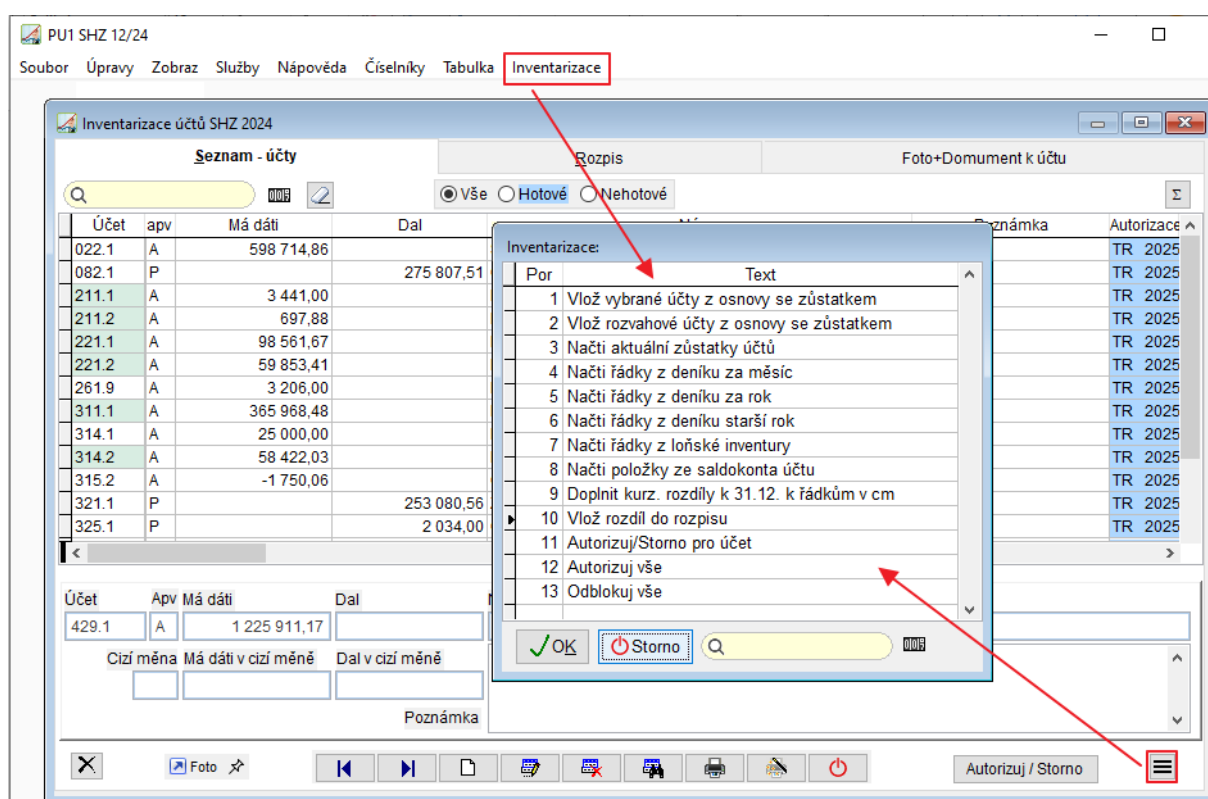 PU1 SHZ 12/24
Soubor Úpravy Zobraz Služby Nápověda Číselníky Tabulka Inventarizace
Inventarizace účtů SHZ 2024
Seznam - účty Rozpis Foto+Domument k účtu
Vše Hotové Nehotové Σ
Účet apv Má dáti Dal Poznámka Autorizace
022.1 A 598 714,86 TR 2025
082.1 P 275 807,51 TR 2025
211.1 A 3 441,00 TR 2025
211.2 A 697,88 TR 2025
221.1 A 98 561,67 TR 2025
221.2 A 59 853,41 TR 2025
261.9 A 3 206,00 TR 2025
311.1 A 365 968,48 TR 2025
314.1 A 25 000,00 TR 2025
314.2 A 58 422,03 TR 2025
315.2 A -1 750,06 TR 2025
321.1 P 253 080,56 TR 2025
325.1 P 2 034,00 TR 2025
Inventarizace:
Por Text
1 Vlož vybrané účty z osnovy se zůstatkem
2 Vlož rozvahové účty z osnovy se zůstatkem
3 Načti aktuální zůstatky účtů
4 Načti řádky z deníku za měsíc
5 Načti řádky z deníku za rok
6 Načti řádky z deníku starší rok
7 Načti řádky z loňské inventury
8 Načti položky ze saldokonta účtu
9 Doplnit kurz. rozdíly k 31.12. k řádkům v cm
10 Vlož rozdíl do rozpisu
11 Autorizuj/Storno pro účet
12 Autorizuj vše
13 Odblokuj vše
OK Storno
Účet Apv Má dáti Dal
429.1 A 1 225 911,17
Cizí měna Má dáti v cizí měně Dal v cizí měně
Poznámka
Foto Autorizuj / Storno